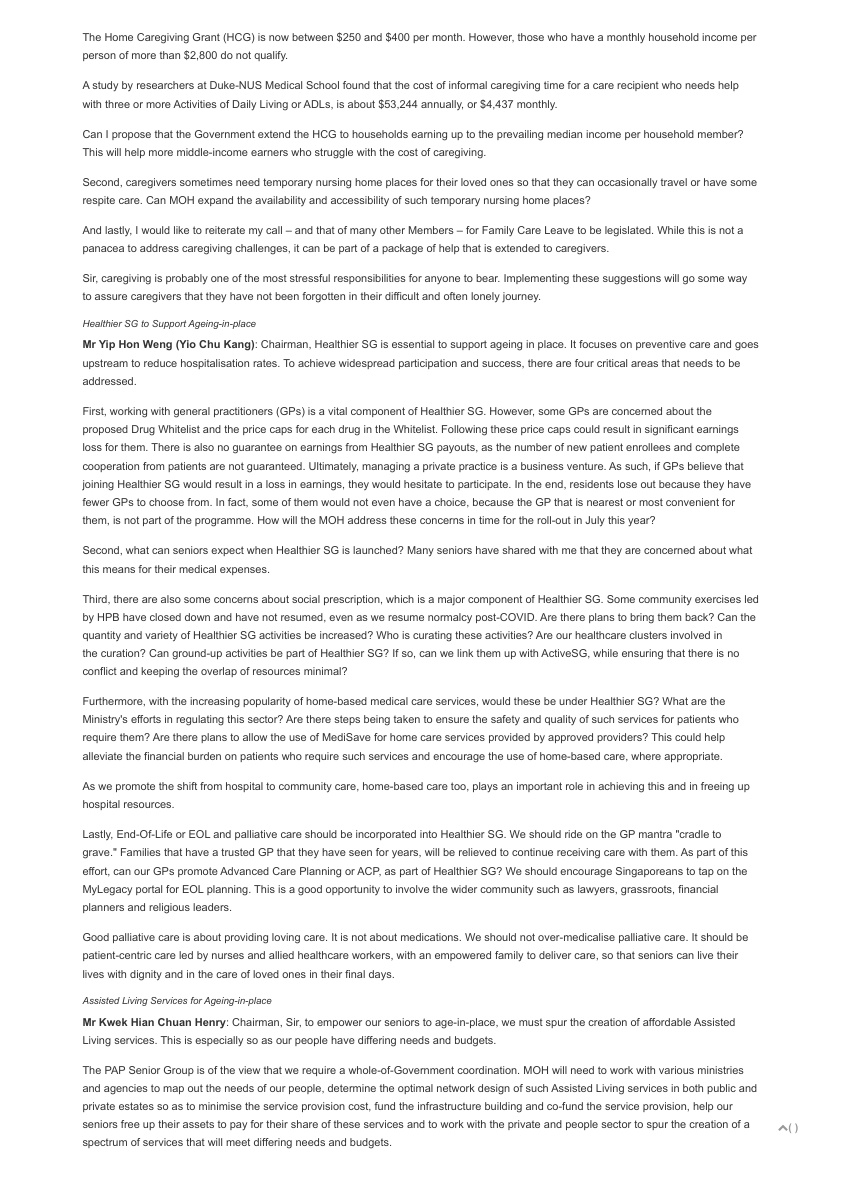 The Home Caregiving Grant (HCG) is now between $250 and $400 per month. However, those who have a monthly household income per
person of more than $2,800 do not qualify.
A study by researchers at Duke-NUS Medical School found that the cost of informal caregiving time for a care recipient who needs help
with three or more Activities of Daily Living or ADLs, is about $53,244 annually, or $4,437 monthly.
Can I propose that the Government extend the HCG to households earning up to the prevailing median income per household member?
This will help more middle-income earners who struggle with the cost of caregiving.
Second, caregivers sometimes need temporary nursing home places for their loved ones so that they can occasionally travel or have some
respite care. Can MOH expand the availability and accessibility of such temporary nursing home places?
And lastly, I would like to reiterate my call – and that of many other Members – for Family Care Leave to be legislated. While this is not a
panacea to address caregiving challenges, it can be part of a package of help that is extended to caregivers.
Sir, caregiving is probably one of the most stressful responsibilities for anyone to bear. Implementing these suggestions will go some way
to assure caregivers that they have not been forgotten in their difficult and often lonely journey.
Healthier SG to Support Ageing-in-place
Mr Yip Hon Weng (Yio Chu Kang): Chairman, Healthier SG is essential to support ageing in place. It focuses on preventive care and goes
upstream to reduce hospitalisation rates. To achieve widespread participation and success, there are four critical areas that needs to be
addressed.
First, working with general practitioners (GPs) is a vital component of Healthier SG. However, some GPs are concerned about the
proposed Drug Whitelist and the price caps for each drug in the Whitelist. Following these price caps could result in significant earnings
loss for them. There is also no guarantee on earnings from Healthier SG payouts, as the number of new patient enrollees and complete
cooperation from patients are not guaranteed. Ultimately, managing a private practice is a business venture. As such, if GPs believe that
joining Healthier SG would result in a loss in earnings, they would hesitate to participate. In the end, residents lose out because they have
fewer GPs to choose from. In fact, some of them would not even have a choice, because the GP that is nearest or most convenient for
them, is not part of the programme. How will the MOH address these concerns in time for the roll-out in July this year?
Second, what can seniors expect when Healthier SG is launched? Many seniors have shared with me that they are concerned about what
this means for their medical expenses.
Third, there are also some concerns about social prescription, which is a major component of Healthier SG. Some community exercises led
by HPB have closed down and have not resumed, even as we resume normalcy post-COVID. Are there plans to bring them back? Can the
quantity and variety of Healthier SG activities be increased? Who is curating these activities? Are our healthcare clusters involved in
the curation? Can ground-up activities be part of Healthier SG? If so, can we link them up with ActiveSG, while ensuring that there is no
conflict and keeping the overlap of resources minimal?
Furthermore, with the increasing popularity of home-based medical care services, would these be under Healthier SG? What are the
Ministry's efforts in regulating this sector? Are there steps being taken to ensure the safety and quality of such services for patients who
require them? Are there plans to allow the use of MediSave for home care services provided by approved providers? This could help
alleviate the financial burden on patients who require such services and encourage the use of home-based care, where appropriate.
As we promote the shift from hospital to community care, home-based care too, plays an important role in achieving this and in freeing up
hospital resources.
Lastly, End-Of-Life or EOL and palliative care should be incorporated into Healthier SG. We should ride on the GP mantra "cradle to
grave." Families that have a trusted GP that they have seen for years, will be relieved to continue receiving care with them. As part of this
effort, can our GPs promote Advanced Care Planning or ACP, as part of Healthier SG? We should encourage Singaporeans to tap on the
MyLegacy portal for EOL planning. This is a good opportunity to involve the wider community such as lawyers, grassroots, financial
planners and religious leaders.
Good palliative care is about providing loving care. It is not about medications. We should not over-medicalise palliative care. It should be
patient-centric care led by nurses and allied healthcare workers, with an empowered family to deliver care, so that seniors can live their
lives with dignity and in the care of loved ones in their final days.
Assisted Living Services for Ageing-in-place
Mr Kwek Hian Chuan Henry: Chairman, Sir, to empower our seniors to age-in-place, we must spur the creation of affordable Assisted
Living services. This is especially so as our people have differing needs and budgets.
The PAP Senior Group is of the view that we require a whole-of-Government coordination. MOH will need to work with various ministries
and agencies to map out the needs of our people, determine the optimal network design of such Assisted Living services in both public and
private estates so as to minimise the service provision cost, fund the infrastructure building and co-fund the service provision, help our
seniors free up their assets to pay for their share of these services and to work with the private and people sector to spur the creation of a
spectrum of services that will meet differing needs and budgets.
( )